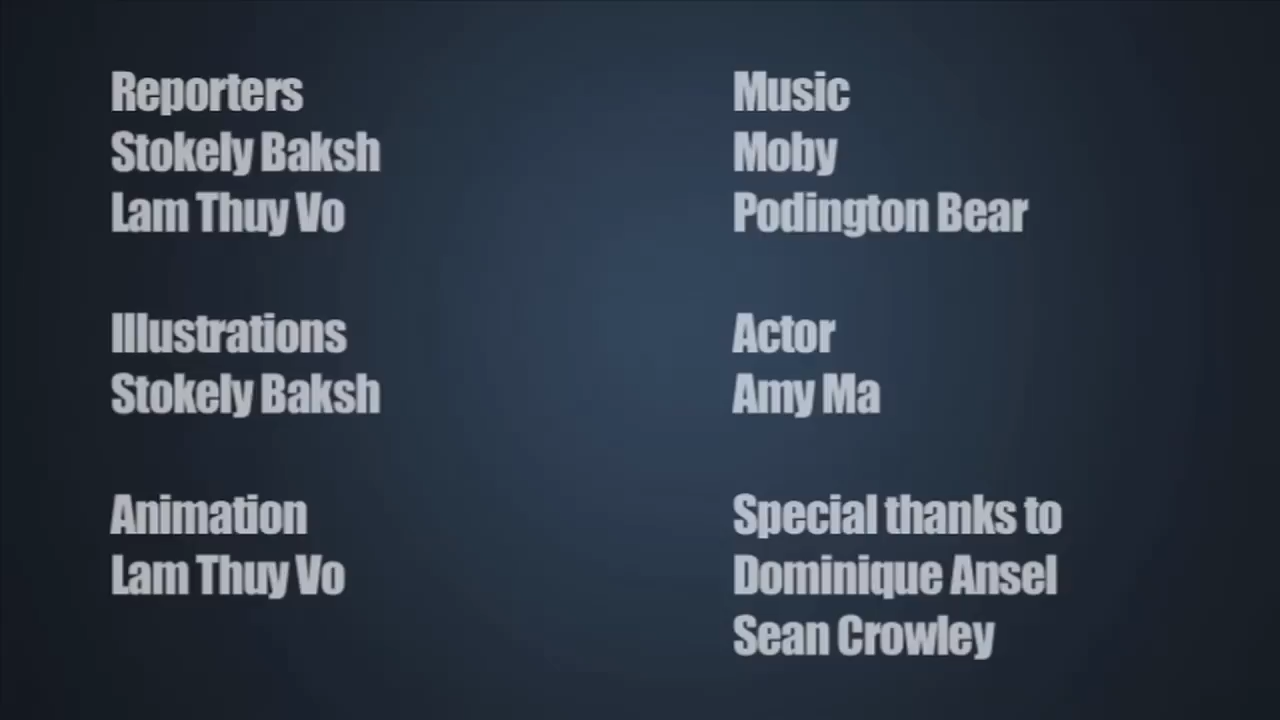 Reporters
Stokely Baksh
Lam Thuy Vo
Illustrations
Stokely Baksh
Animation
Lam Thuy Vo
Music
Moby
Podington Bear
Actor
Amy Ma
Special thanks to
Dominique Ansel
Sean Crowley